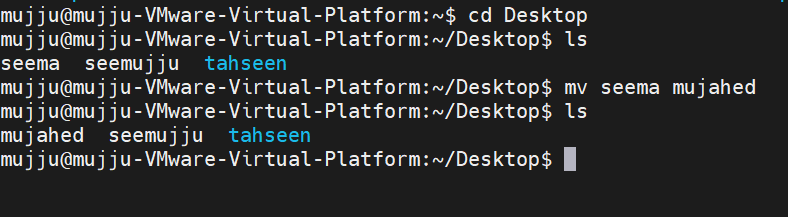 mujju@mujju-VMware-Virtual-Platform:~$ cd Desktop
mujju@mujju-VMware-Virtual-Platform:~/Desktop$ ls
seema  seemujju  tahseen
mujju@mujju-VMware-Virtual-Platform:~/Desktop$ mv seema mujahed
mujju@mujju-VMware-Virtual-Platform:~/Desktop$ ls
mujahed  seemujju  tahseen
mujju@mujju-VMware-Virtual-Platform:~/Desktop$